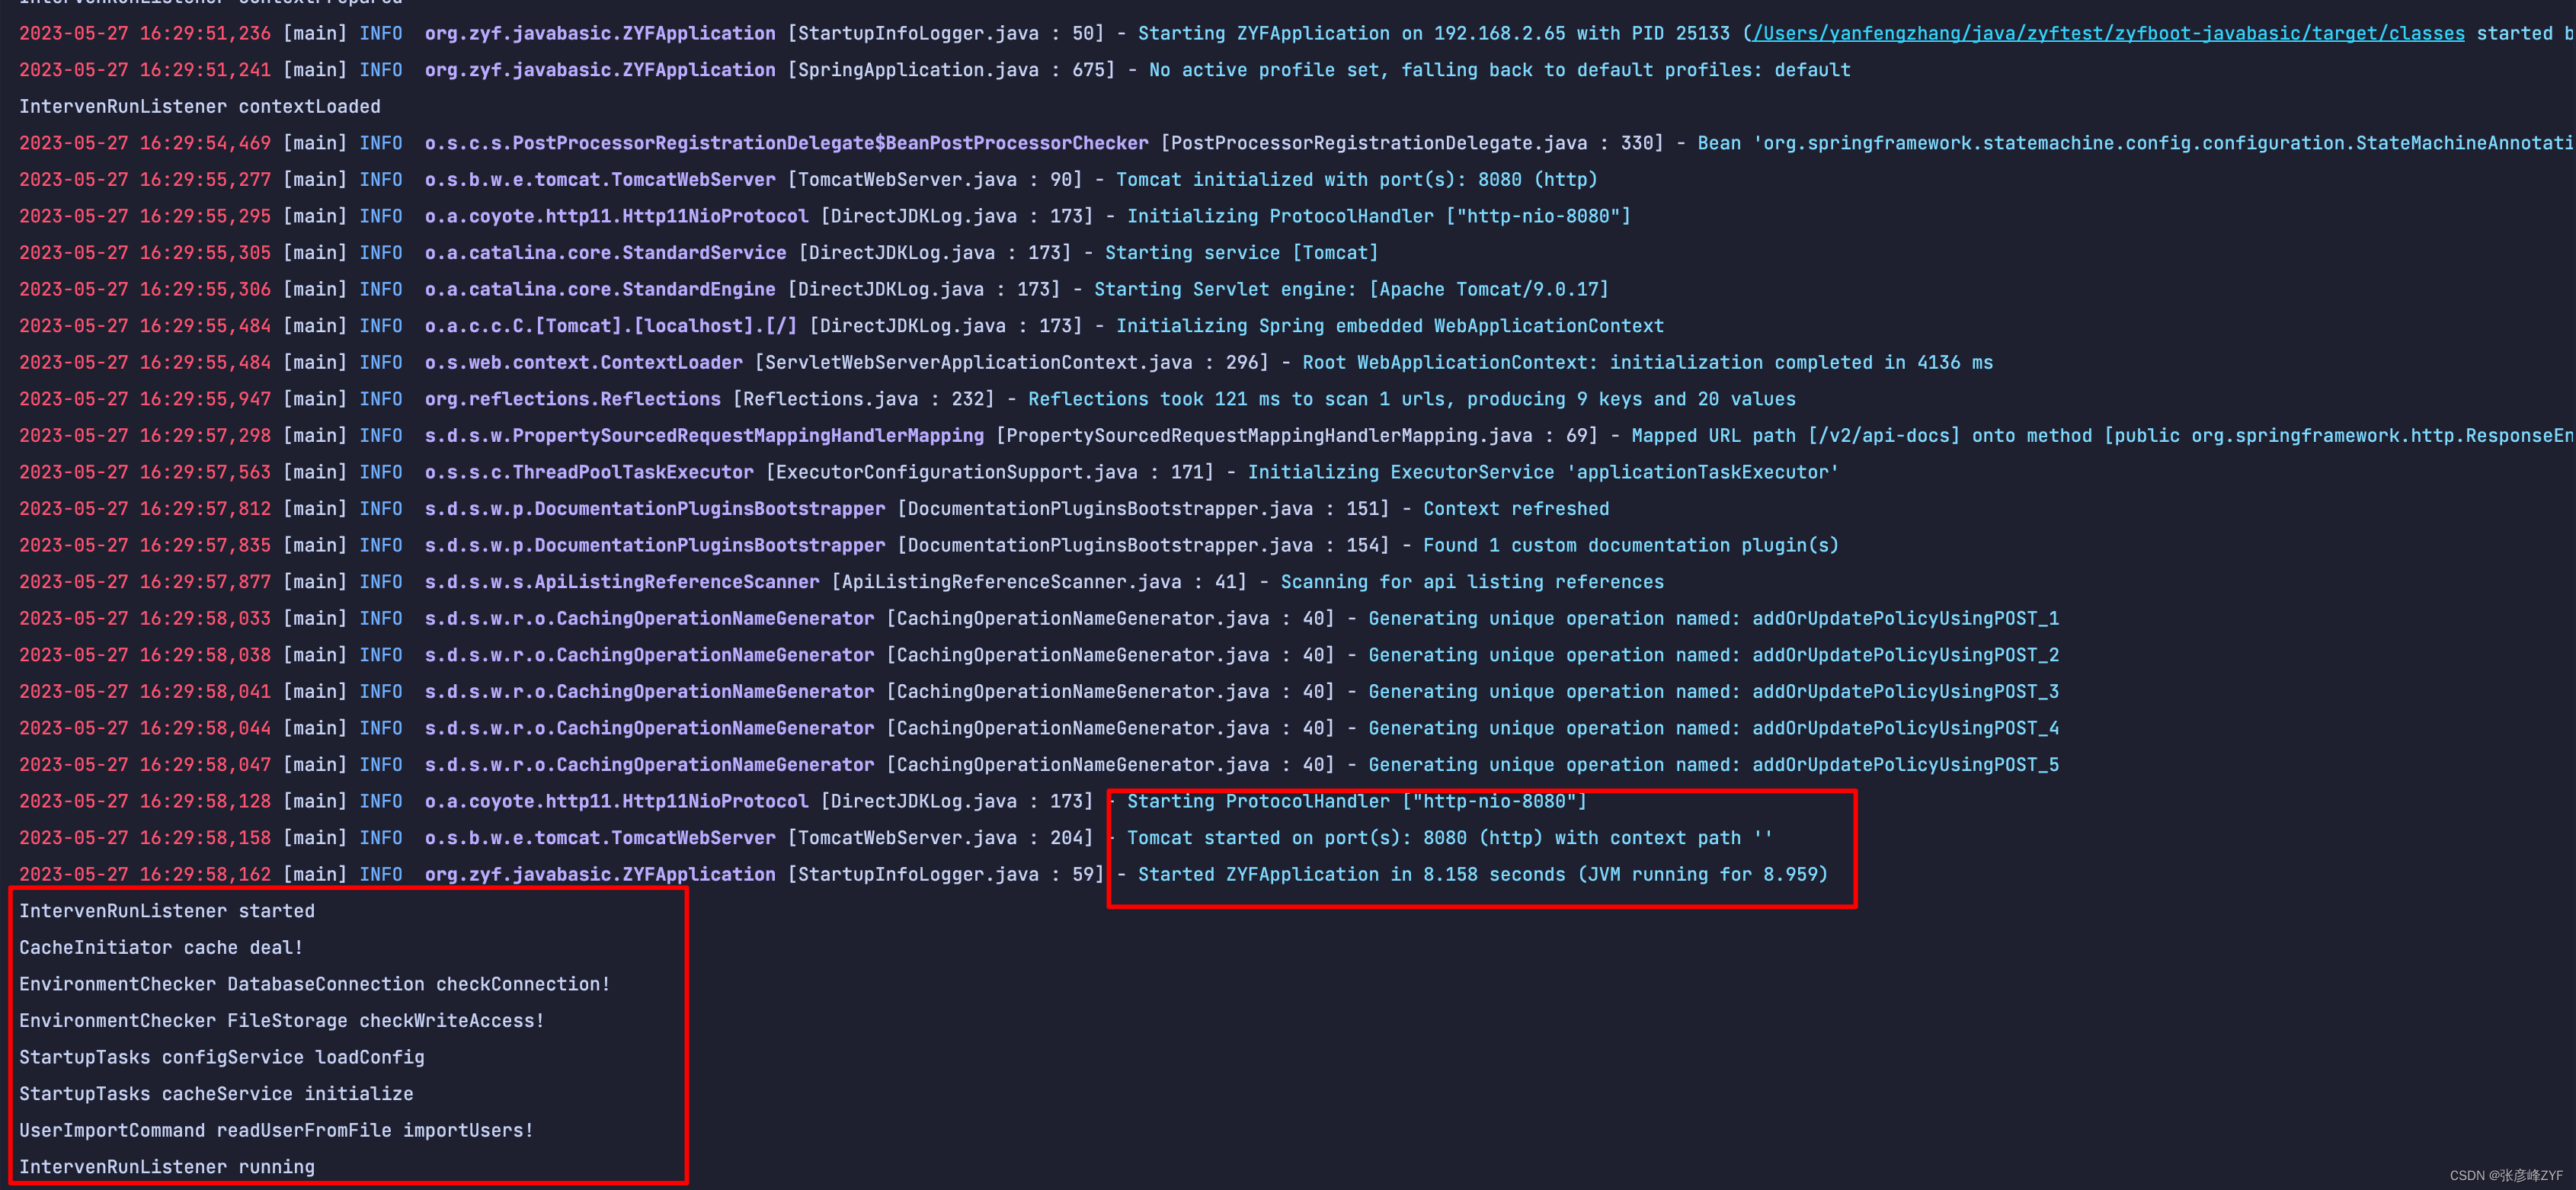 IntervenRunListener contextPrepared
2023-05-27 16:29:51,236 [main] INFO  org.zyf.javabasic.ZYFApplication [StartupInfoLogger.java : 50] - Starting ZYFApplication on 192.168.2.65 with PID 25133 (/Users/yanfengzhang/java/zyftest/zyfboot-javabasic/target/classes started b
2023-05-27 16:29:51,241 [main] INFO  org.zyf.javabasic.ZYFApplication [SpringApplication.java : 675] - No active profile set, falling back to default profiles: default
IntervenRunListener contextLoaded
2023-05-27 16:29:54,469 [main] INFO  o.s.c.s.PostProcessorRegistrationDelegate$BeanPostProcessorChecker [PostProcessorRegistrationDelegate.java : 330] - Bean 'org.springframework.statemachine.config.configuration.StateMachineAnnotati
2023-05-27 16:29:55,277 [main] INFO  o.s.b.w.e.tomcat.TomcatWebServer [TomcatWebServer.java : 90] - Tomcat initialized with port(s): 8080 (http)
2023-05-27 16:29:55,295 [main] INFO  o.a.coyote.http11.Http11NioProtocol [DirectJDKLog.java : 173] - Initializing ProtocolHandler ["http-nio-8080"]
2023-05-27 16:29:55,305 [main] INFO  o.a.catalina.core.StandardService [DirectJDKLog.java : 173] - Starting service [Tomcat]
2023-05-27 16:29:55,306 [main] INFO  o.a.catalina.core.StandardEngine [DirectJDKLog.java : 173] - Starting Servlet engine: [Apache Tomcat/9.0.17]
2023-05-27 16:29:55,484 [main] INFO  o.a.c.c.C.[Tomcat].[localhost].[/] [DirectJDKLog.java : 173] - Initializing Spring embedded WebApplicationContext
2023-05-27 16:29:55,484 [main] INFO  o.s.web.context.ContextLoader [ServletWebServerApplicationContext.java : 296] - Root WebApplicationContext: initialization completed in 4136 ms
2023-05-27 16:29:55,947 [main] INFO  org.reflections.Reflections [Reflections.java : 232] - Reflections took 121 ms to scan 1 urls, producing 9 keys and 20 values
2023-05-27 16:29:57,298 [main] INFO  s.d.s.w.PropertySourcedRequestMappingHandlerMapping [PropertySourcedRequestMappingHandlerMapping.java : 69] - Mapped URL path [/v2/api-docs] onto method [public org.springframework.http.ResponseEn
2023-05-27 16:29:57,563 [main] INFO  o.s.s.c.ThreadPoolTaskExecutor [ExecutorConfigurationSupport.java : 171] - Initializing ExecutorService 'applicationTaskExecutor'
2023-05-27 16:29:57,812 [main] INFO  s.d.s.w.p.DocumentationPluginsBootstrapper [DocumentationPluginsBootstrapper.java : 151] - Context refreshed
2023-05-27 16:29:57,835 [main] INFO  s.d.s.w.p.DocumentationPluginsBootstrapper [DocumentationPluginsBootstrapper.java : 154] - Found 1 custom documentation plugin(s)
2023-05-27 16:29:57,877 [main] INFO  s.d.s.w.s.ApiListingReferenceScanner [ApiListingReferenceScanner.java : 41] - Scanning for api listing references
2023-05-27 16:29:58,033 [main] INFO  s.d.s.w.r.o.CachingOperationNameGenerator [CachingOperationNameGenerator.java : 40] - Generating unique operation named: addOrUpdatePolicyUsingPOST_1
2023-05-27 16:29:58,038 [main] INFO  s.d.s.w.r.o.CachingOperationNameGenerator [CachingOperationNameGenerator.java : 40] - Generating unique operation named: addOrUpdatePolicyUsingPOST_2
2023-05-27 16:29:58,041 [main] INFO  s.d.s.w.r.o.CachingOperationNameGenerator [CachingOperationNameGenerator.java : 40] - Generating unique operation named: addOrUpdatePolicyUsingPOST_3
2023-05-27 16:29:58,044 [main] INFO  s.d.s.w.r.o.CachingOperationNameGenerator [CachingOperationNameGenerator.java : 40] - Generating unique operation named: addOrUpdatePolicyUsingPOST_4
2023-05-27 16:29:58,047 [main] INFO  s.d.s.w.r.o.CachingOperationNameGenerator [CachingOperationNameGenerator.java : 40] - Generating unique operation named: addOrUpdatePolicyUsingPOST_5
2023-05-27 16:29:58,128 [main] INFO  o.a.coyote.http11.Http11NioProtocol [DirectJDKLog.java : 173] - Starting ProtocolHandler ["http-nio-8080"]
2023-05-27 16:29:58,158 [main] INFO  o.s.b.w.e.tomcat.TomcatWebServer [TomcatWebServer.java : 204] - Tomcat started on port(s): 8080 (http) with context path ''
2023-05-27 16:29:58,162 [main] INFO  org.zyf.javabasic.ZYFApplication [StartupInfoLogger.java : 59] - Started ZYFApplication in 8.158 seconds (JVM running for 8.959)
IntervenRunListener started
CacheInitiator cache deal!
EnvironmentChecker DatabaseConnection checkConnection!
EnvironmentChecker FileStorage checkWriteAccess!
StartupTasks configService loadConfig
StartupTasks cacheService initialize
UserImportCommand readUserFromFile importUsers!
IntervenRunListener running
CSDN @张彦峰ZYF